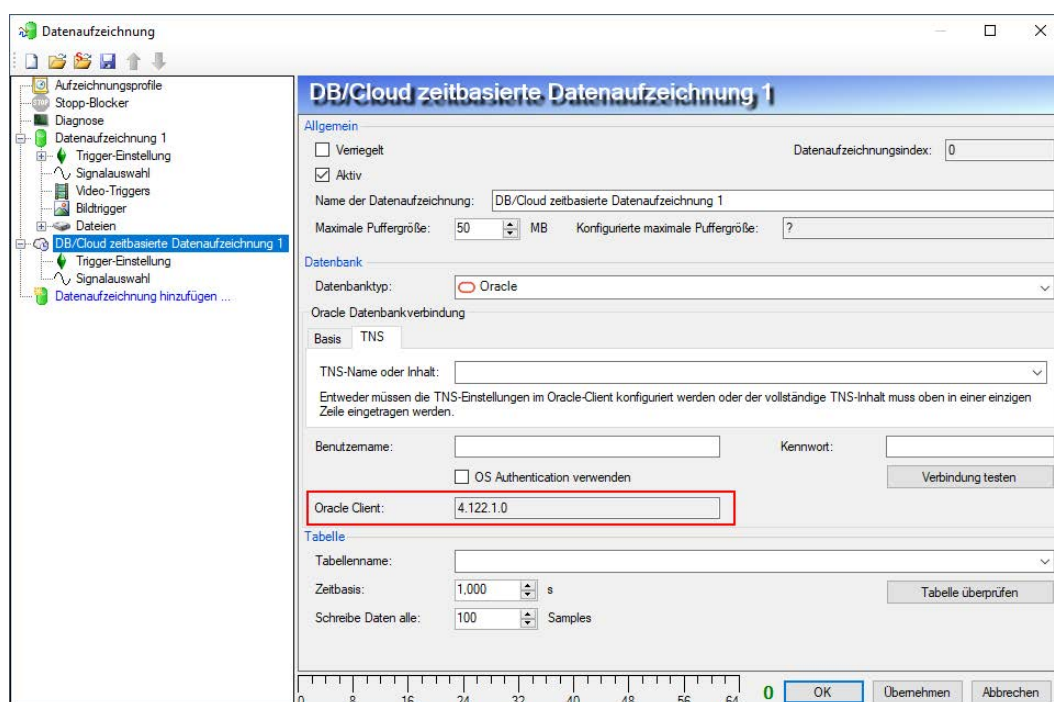 Datenaufzeichnung
Aufzeichnungsprofile
STOP
Stopp-Blocker
Diagnose
Datenaufzeichnung 1
Trigger-Einstellung
Signalauswahl
Video-Triggers
Bildtrigger
Dateien
DB/Cloud zeitbasierte Datenaufzeichnung 1
Trigger-Einstellung
Signalauswahl
Datenaufzeichnung hinzufügen ...
DB/Cloud zeitbasierte Datenaufzeichnung 1
Allgemein
Verriegelt
Datenaufzeichnungsindex: 0
Aktiv
Name der Datenaufzeichnung: DB/Cloud zeitbasierte Datenaufzeichnung 1
Maximale Puffergröße: 50 MB Konfigurierte maximale Puffergröße: ?
Datenbank
Datenbanktyp: Oracle
Oracle Datenbankverbindung
Basis TNS
TNS-Name oder Inhalt:
Entweder müssen die TNS-Einstellungen im Oracle-Client konfiguriert werden oder der vollständige TNS-Inhalt muss oben in einer einzigen
Zeile eingetragen werden.
Benutzername: Kennwort:
OS Authentication verwenden Verbindung testen
Oracle Client: 4.122.1.0
Tabelle
Tabellenname:
Zeitbasis: 1,000 s Tabelle überprüfen
Schreibe Daten alle: 100 Samples
0 8 16 24 32 40 48 56 64
0 OK Übernehmen Abbrechen